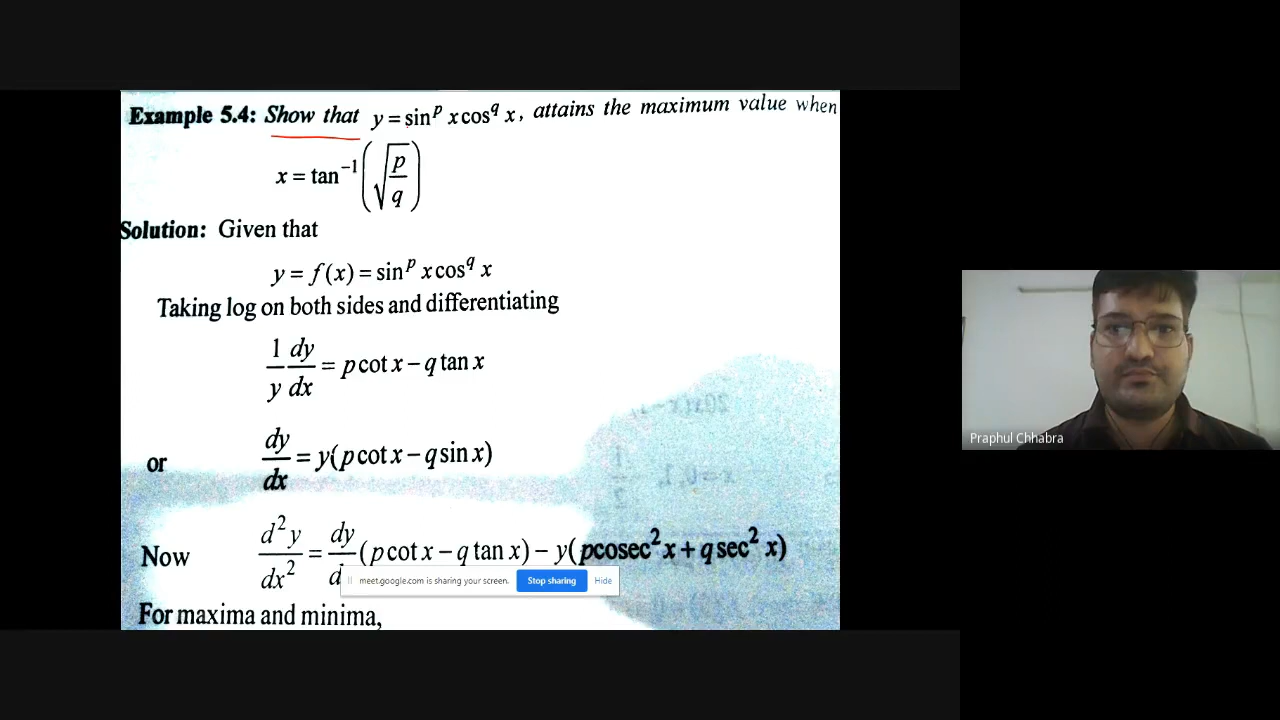 Example 5.4: Show that y = sin^p x cos^q x, attains the maximum value when
x = tan^-1 (√(p/q))
Solution: Given that
y = f(x) = sin^p x cos^q x
Taking log on both sides and differentiating
1/y dy/dx = p cot x − q tan x
or dy/dx = y(p cot x − q sin x)
Now d²y/dx² = dy/d (p cot x − q tan x) − y(p cosec² x + q sec² x)
meet.google.com is sharing your screen. Stop sharing Hide
For maxima and minima,
Praphul Chhabra